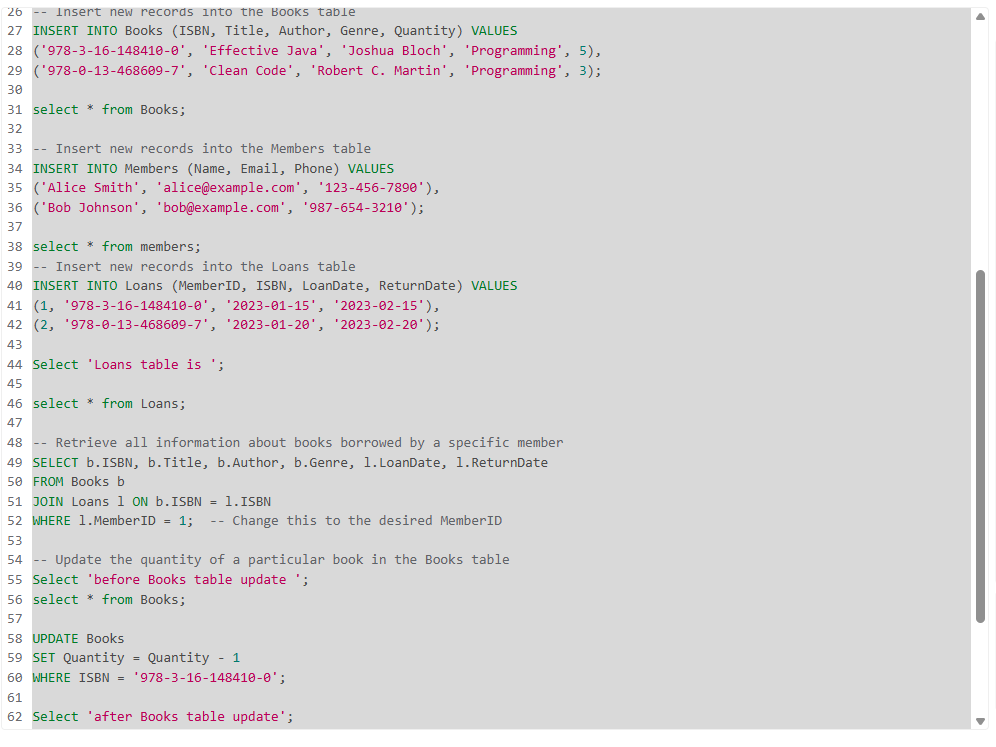 26 -- Insert new records into the Books table
27 INSERT INTO Books (ISBN, Title, Author, Genre, Quantity) VALUES
28 ('978-3-16-148410-0', 'Effective Java', 'Joshua Bloch', 'Programming', 5),
29 ('978-0-13-468609-7', 'Clean Code', 'Robert C. Martin', 'Programming', 3);
30
31 select * from Books;
32
33 -- Insert new records into the Members table
34 INSERT INTO Members (Name, Email, Phone) VALUES
35 ('Alice Smith', 'alice@example.com', '123-456-7890'),
36 ('Bob Johnson', 'bob@example.com', '987-654-3210');
37
38 select * from members;
39 -- Insert new records into the Loans table
40 INSERT INTO Loans (MemberID, ISBN, LoanDate, ReturnDate) VALUES
41 (1, '978-3-16-148410-0', '2023-01-15', '2023-02-15'),
42 (2, '978-0-13-468609-7', '2023-01-20', '2023-02-20');
43
44 Select 'Loans table is ';
45
46 select * from Loans;
47
48 -- Retrieve all information about books borrowed by a specific member
49 SELECT b.ISBN, b.Title, b.Author, b.Genre, l.LoanDate, l.ReturnDate
50 FROM Books b
51 JOIN Loans l ON b.ISBN = l.ISBN
52 WHERE l.MemberID = 1;  -- Change this to the desired MemberID
53
54 -- Update the quantity of a particular book in the Books table
55 Select 'before Books table update ';
56 select * from Books;
57
58 UPDATE Books
59 SET Quantity = Quantity - 1
60 WHERE ISBN = '978-3-16-148410-0';
61
62 Select 'after Books table update';